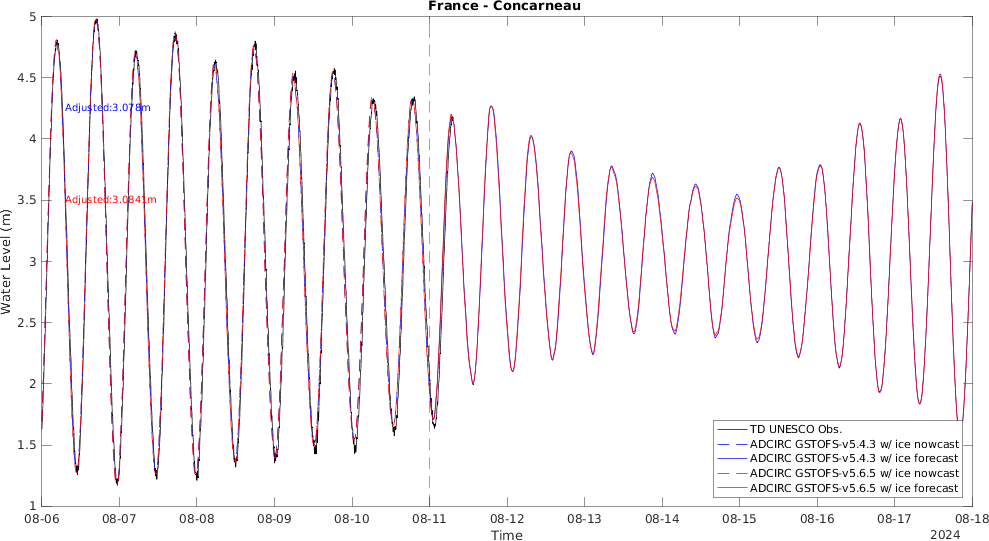 France - Concarneau
5
4.5
4
3.5
3
2.5
2
1.5
1
Water Level (m)
Adjusted:3.078m
Adjusted:3.0841m
TD UNESCO Obs.
ADCIRC GSTOFS-v5.4.3 w/ ice nowcast
ADCIRC GSTOFS-v5.4.3 w/ ice forecast
ADCIRC GSTOFS-v5.6.5 w/ ice nowcast
ADCIRC GSTOFS-v5.6.5 w/ ice forecast
08-06 08-07 08-08 08-09 08-10 08-11 08-12 08-13 08-14 08-15 08-16 08-17 08-18
Time
2024